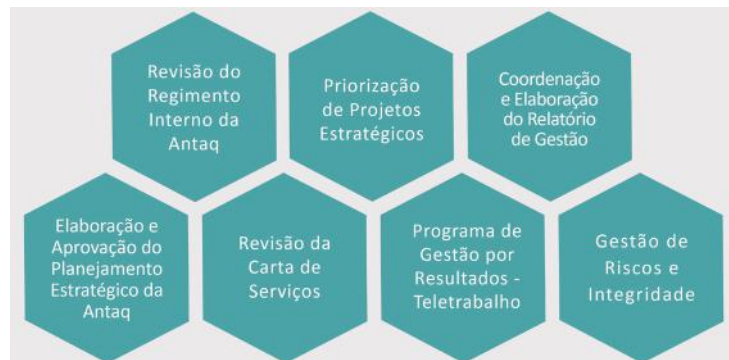 Revisão do
Regimento
Interno da
Antaq
Priorização
de Projetos
Estratégicos
Coordenação
e Elaboração
do Relatório
de Gestão
Elaboração e
Aprovação do
Planejamento
Estratégico da
Antaq
Revisão da
Carta de
Serviços
Programa de
Gestão por
Resultados -
Teletrabalho
Gestão de
Riscos e
Integridade